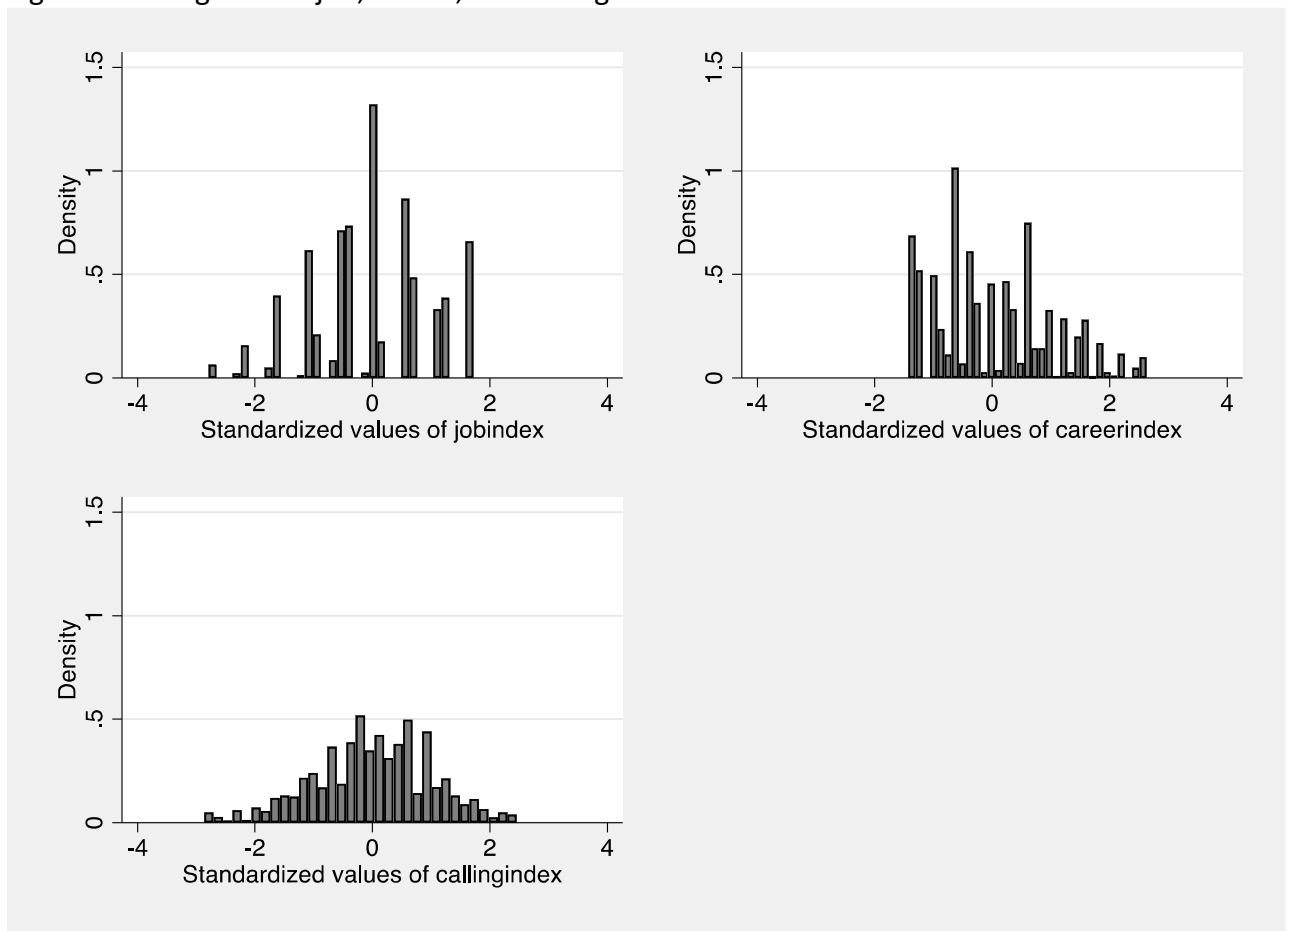 1.5
1
.5
0
Density
-4 -2 0 2 4
Standardized values of jobindex
1.5
1
.5
0
Density
-4 -2 0 2 4
Standardized values of careerindex
1.5
1
.5
0
Density
-4 -2 0 2 4
Standardized values of callingindex